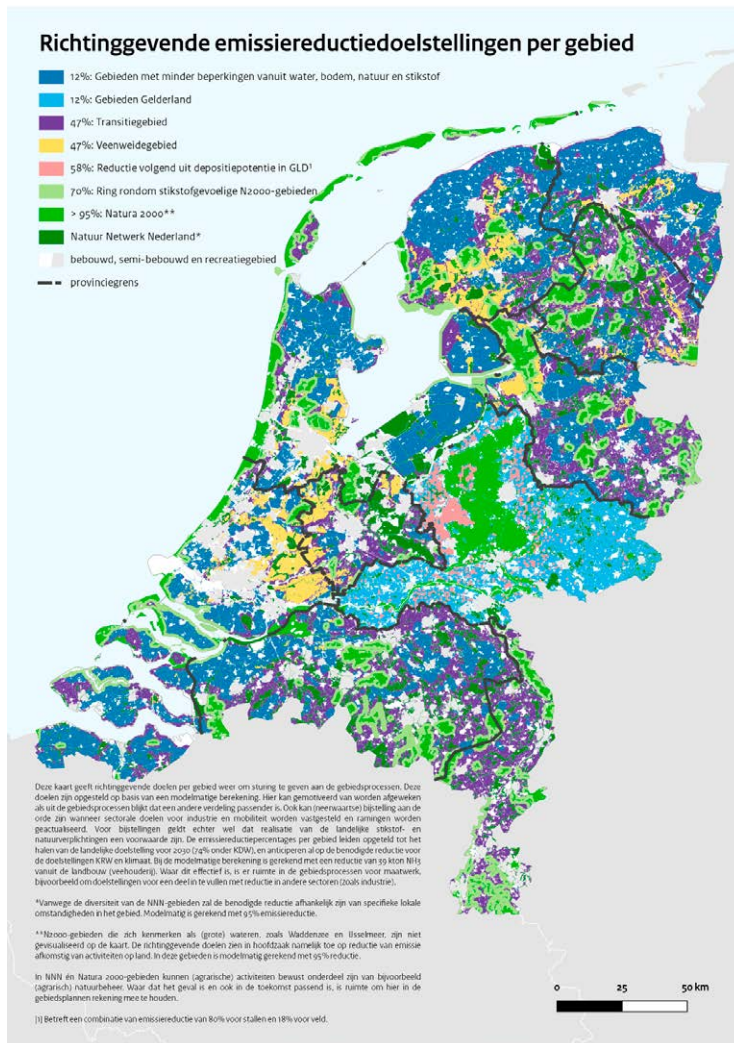 Richtinggevende emissiereductiedoelstellingen per gebied
12%: Gebieden met minder beperkingen vanuit water, bodem, natuur en stikstof
12%: Gebieden Gelderland
47%: Transitiegebied
47%: Veenweidegebied
58%: Reductie volgend uit depositiepotentie in GLD¹
70%: Ring rondom stikstofgevoelige N2000-gebieden
> 95%: Natura 2000**
Natuur Netwerk Nederland*
bebouwd, semi-bebouwd en recreatiegebied
provinciegrens
Deze kaart geeft richtinggevende doelen per gebied weer om sturing te geven aan de gebiedsprocessen. Deze
doelen zijn opgesteld op basis van een modelmatige berekening. Hier kan gemotiveerd van worden afgeweken
als uit de gebiedsprocessen blijkt dat een andere verdeling passender is. Ook kan (neerwaartse) bijstelling aan de
orde zijn wanneer sectorale doelen voor industrie en mobiliteit worden vastgesteld en ramingen worden
geactualiseerd. Voor bijstellingen geldt echter wel dat realisatie van de landelijke stikstof- en
natuurverplichtingen een voorwaarde zijn. De emissiereductiepercentages per gebied leiden opgeteld tot het
halen van de landelijke doelstelling voor 2030 (74% onder KDW), en anticiperen al op de benodigde reductie voor
de doelstellingen KRW en klimaat. Bij de modelmatige berekening is gerekend met een reductie van 39 kton NH3
vanuit de landbouw (veehouderij). Waar dit effectief is, is er ruimte in de gebiedsprocessen voor maatwerk,
bijvoorbeeld om doelstellingen voor een deel in te vullen met reductie in andere sectoren (zoals industrie).
*Vanwege de diversiteit van de NNN-gebieden zal de benodigde reductie afhankelijk zijn van specifieke lokale
omstandigheden in het gebied. Modelmatig is gerekend met 95% emissiereductie.
**N2000-gebieden die zich kenmerken als (grote) wateren, zoals Waddenzee en IJsselmeer, zijn niet
gevisualiseerd op de kaart. De richtinggevende doelen zien in hoofdzaak namelijk toe op reductie van emissie
afkomstig van activiteiten op land. In deze gebieden is modelmatig gerekend met 95% reductie.
In NNN én Natura 2000-gebieden kunnen (agrarische) activiteiten bewust onderdeel zijn van bijvoorbeeld
(agrarisch) natuurbeheer. Waar dat het geval is en ook in de toekomst passend is, is ruimte om hier in de
gebiedsplannen rekening mee te houden.
[1] Betreft een combinatie van emissiereductie van 80% voor stallen en 18% voor veld.
0 25 50 km